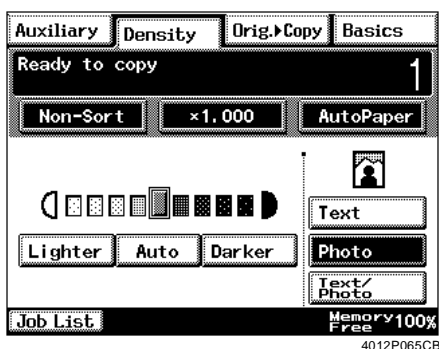 Auxiliary Density Orig.▶Copy Basics
Ready to copy 1
Non-Sort ×1.000 AutoPaper
Text
Lighter Auto Darker Photo
Text/
Photo
Job List Memory
Free 100%
4012P065CB